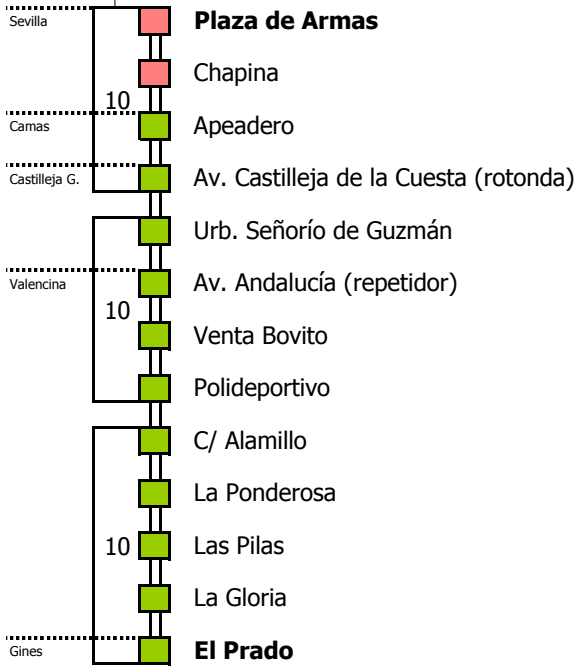 Sevilla
Plaza de Armas
Chapina
10
Camas
Apeadero
Castilleja G.
Av. Castilleja de la Cuesta (rotonda)
Urb. Señorío de Guzmán
Valencina
Av. Andalucía (repetidor)
10
Venta Bovito
Polideportivo
C/ Alamillo
La Ponderosa
10
Las Pilas
La Gloria
Gines
El Prado